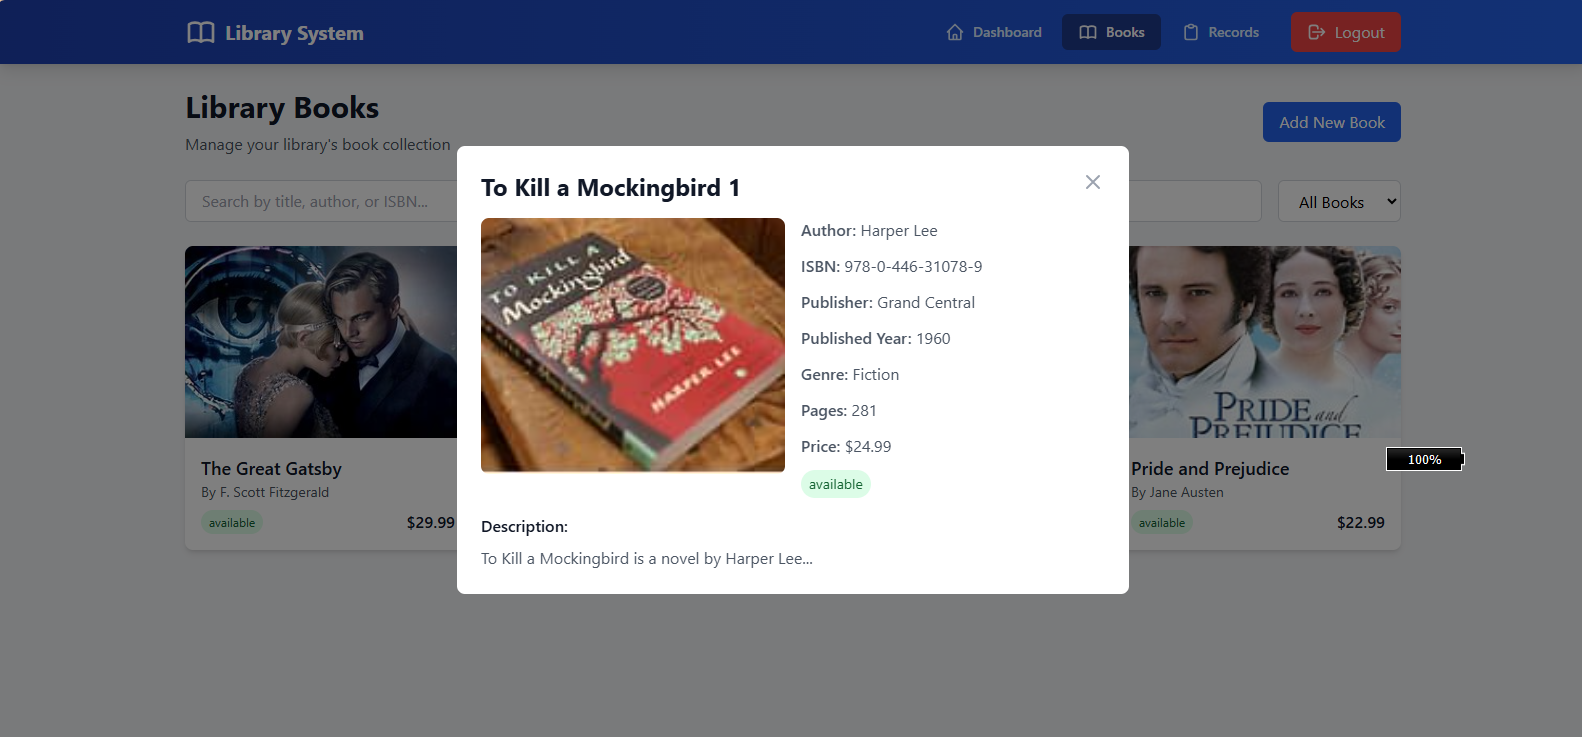 Library System
Dashboard
Books
Records
Logout
Library Books
Manage your library's book collection
Add New Book
Search by title, author, or ISBN...
All Books
To Kill a Mockingbird 1
TO KILL A
Mockingbird
HARPER LEE
Author: Harper Lee
ISBN: 978-0-446-31078-9
Publisher: Grand Central
Published Year: 1960
Genre: Fiction
Pages: 281
Price: $24.99
available
Description:
To Kill a Mockingbird is a novel by Harper Lee...
The Great Gatsby
By F. Scott Fitzgerald
available
$29.99
PRIDE and
PREJUDICE
Pride and Prejudice
By Jane Austen
available
$22.99
100%